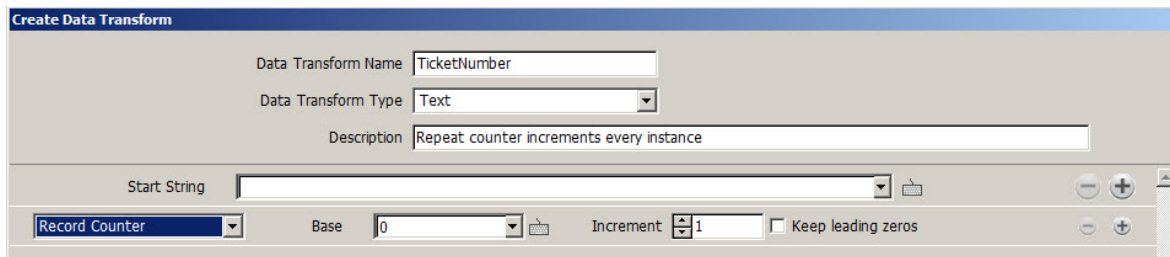 Create Data Transform
Data Transform Name TicketNumber
Data Transform Type Text
Description Repeat counter increments every instance
Start String
Record Counter Base 0 Increment 1 Keep leading zeros